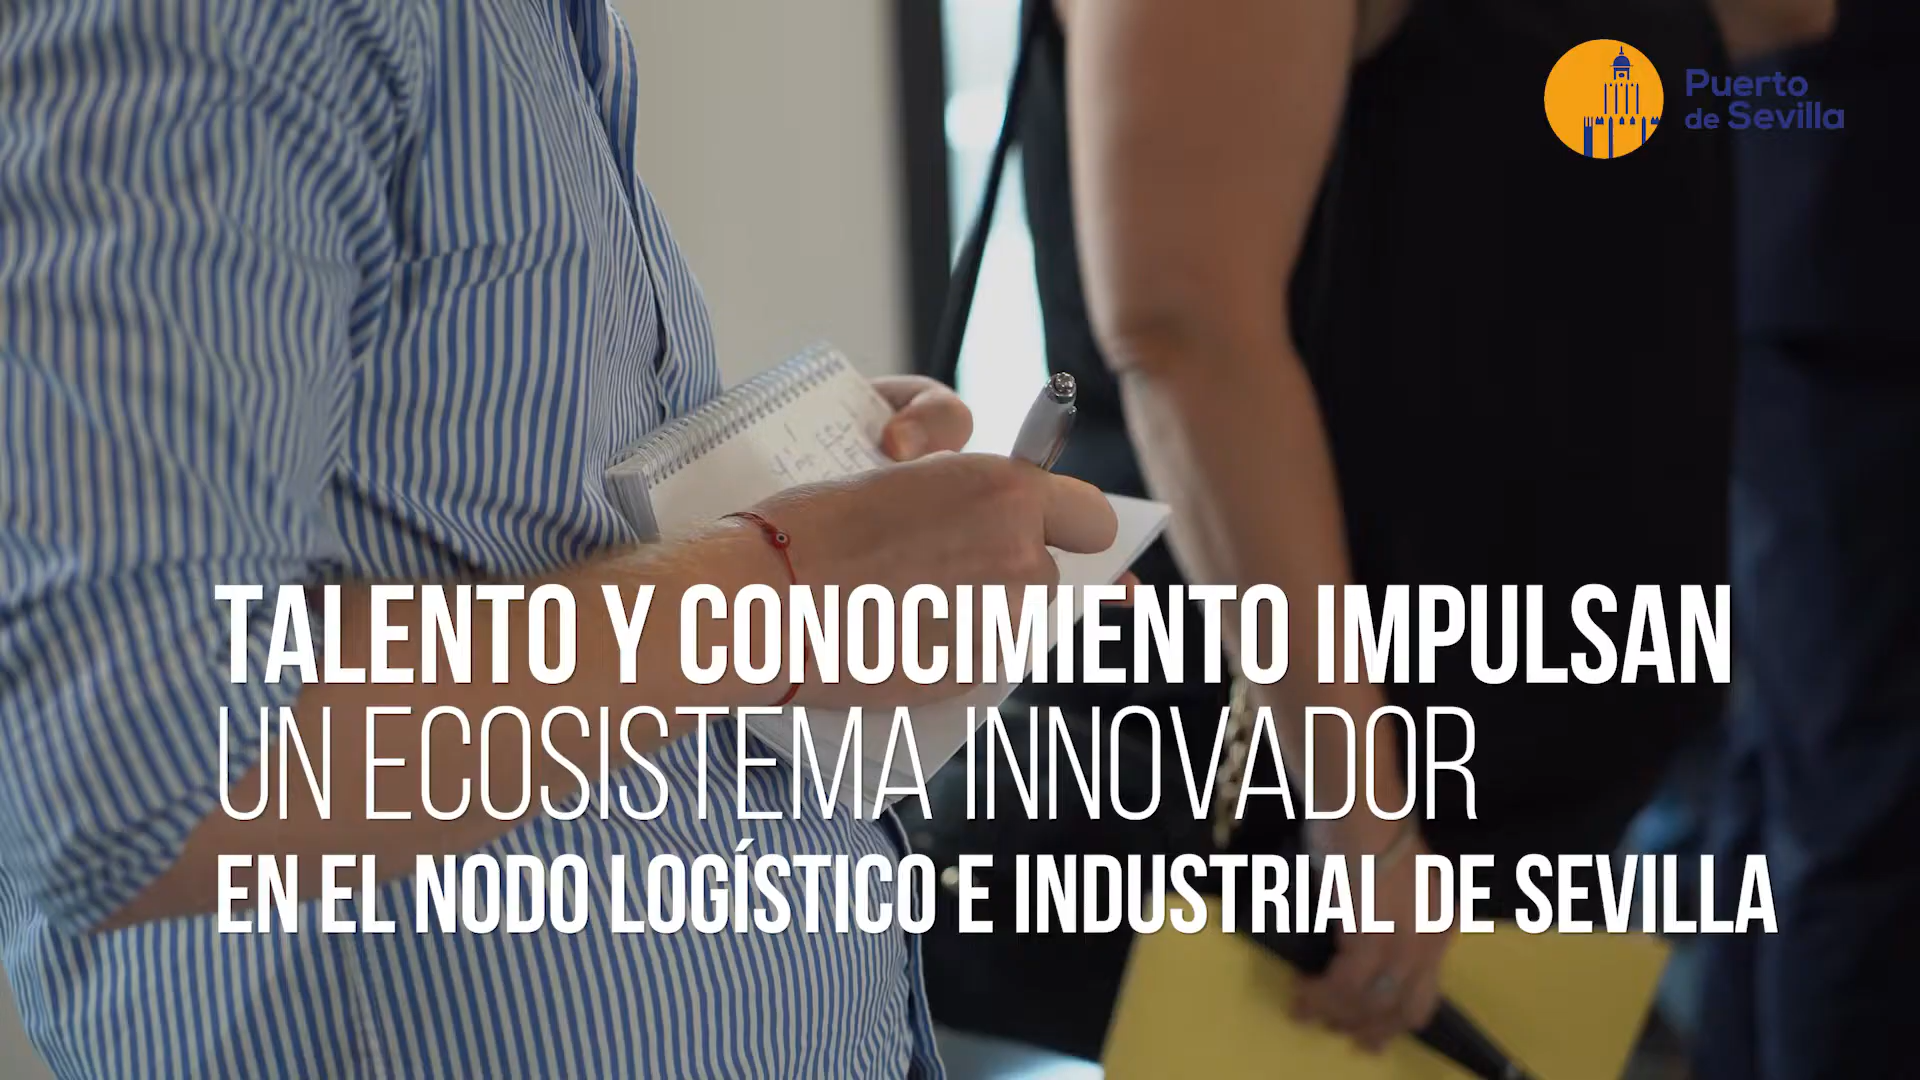 Puerto
de Sevilla
TALENTO Y CONOCIMIENTO IMPULSAN
UN ECOSISTEMA INNOVADOR
EN EL NODO LOGÍSTICO E INDUSTRIAL DE SEVILLA